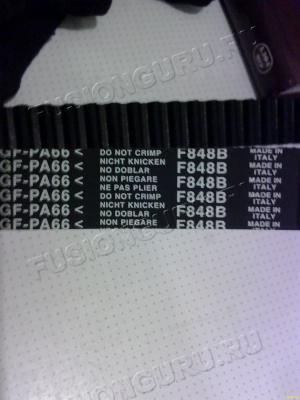 FUSIONGURU.RU
GF-PA66 < DO NOT CRIMP F848B MADE IN ITALY
GF-PA66 < NICHT KNICKEN F848B
GF-PA66 < NO DOBLAR F848B MADE IN ITALY
GF-PA66 < NON PIEGARE F848B
GF-PA66 < NE PAS PLIER F848B MADE IN ITALY
GF-PA66 < DO NOT CRIMP F848B
GF-PA66 < NICHT KNICKEN F848B MADE IN ITALY
NO DOBLAR
GF-PA66 < NON PIEGARE F848B MADE IN
FUSIONGURU.RU
FUSIONGURU.RU